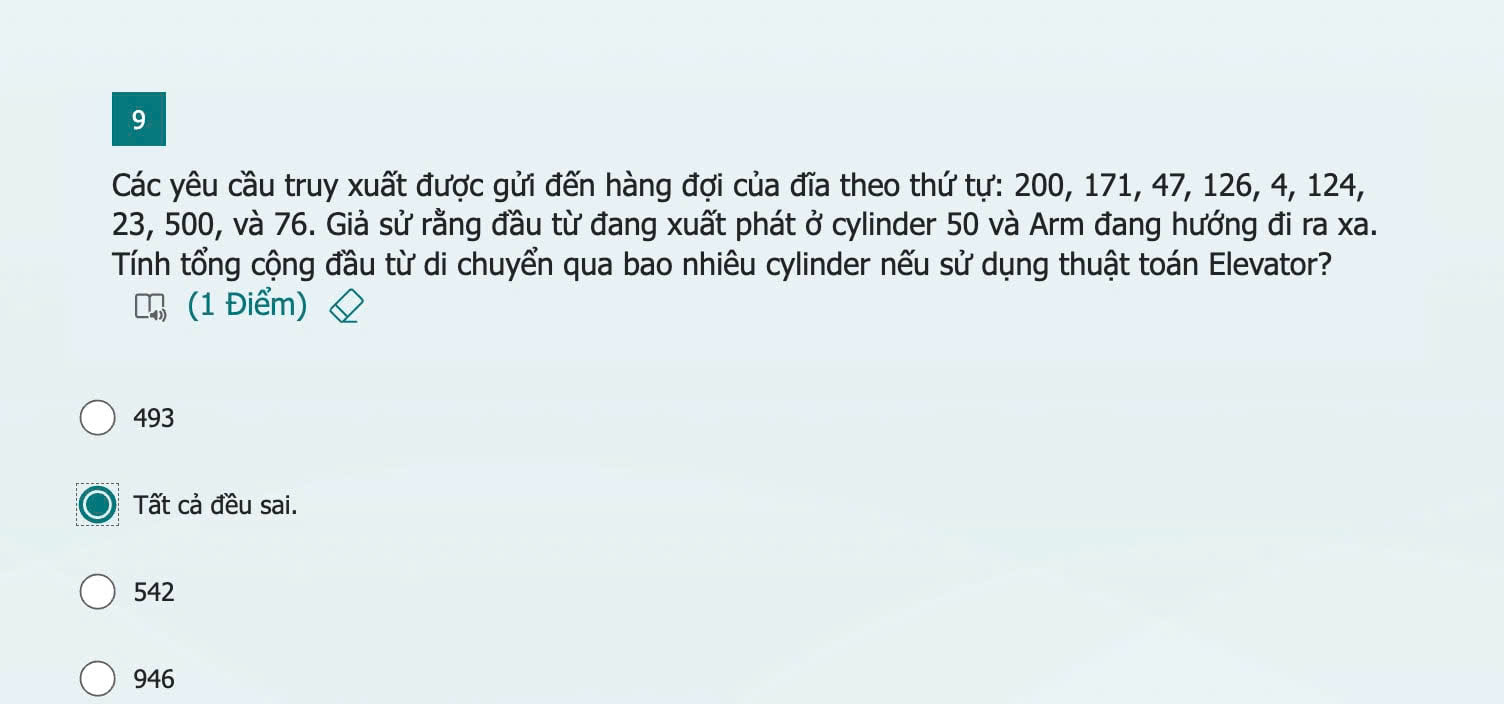 9
Các yêu cầu truy xuất được gửi đến hàng đợi của đĩa theo thứ tự: 200, 171, 47, 126, 4, 124,
23, 500, và 76. Giả sử rằng đầu từ đang xuất phát ở cylinder 50 và Arm đang hướng đi ra xa.
Tính tổng cộng đầu từ di chuyển qua bao nhiêu cylinder nếu sử dụng thuật toán Elevator?
(1 Điểm)
493
Tất cả đều sai.
542
946